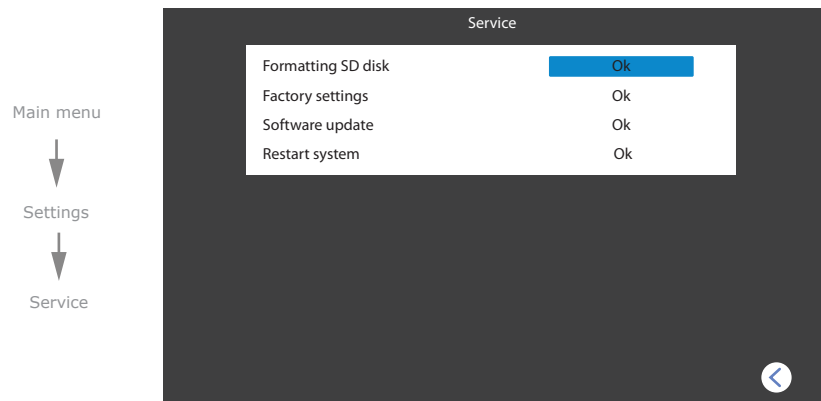 Main menu
Settings
Service
Service
Formatting SD disk Ok
Factory settings Ok
Software update Ok
Restart system Ok